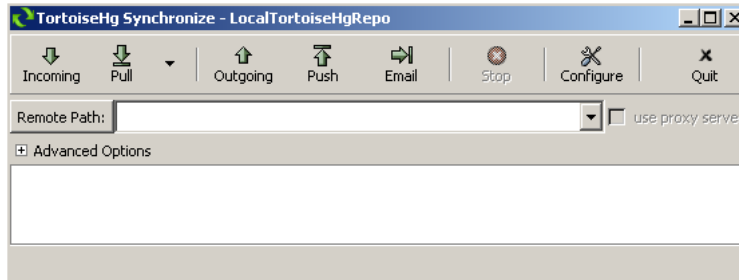 TortoiseHg Synchronize - LocalTortoiseHgRepo
Incoming Pull Outgoing Push Email Stop Configure Quit
Remote Path: use proxy serve
Advanced Options